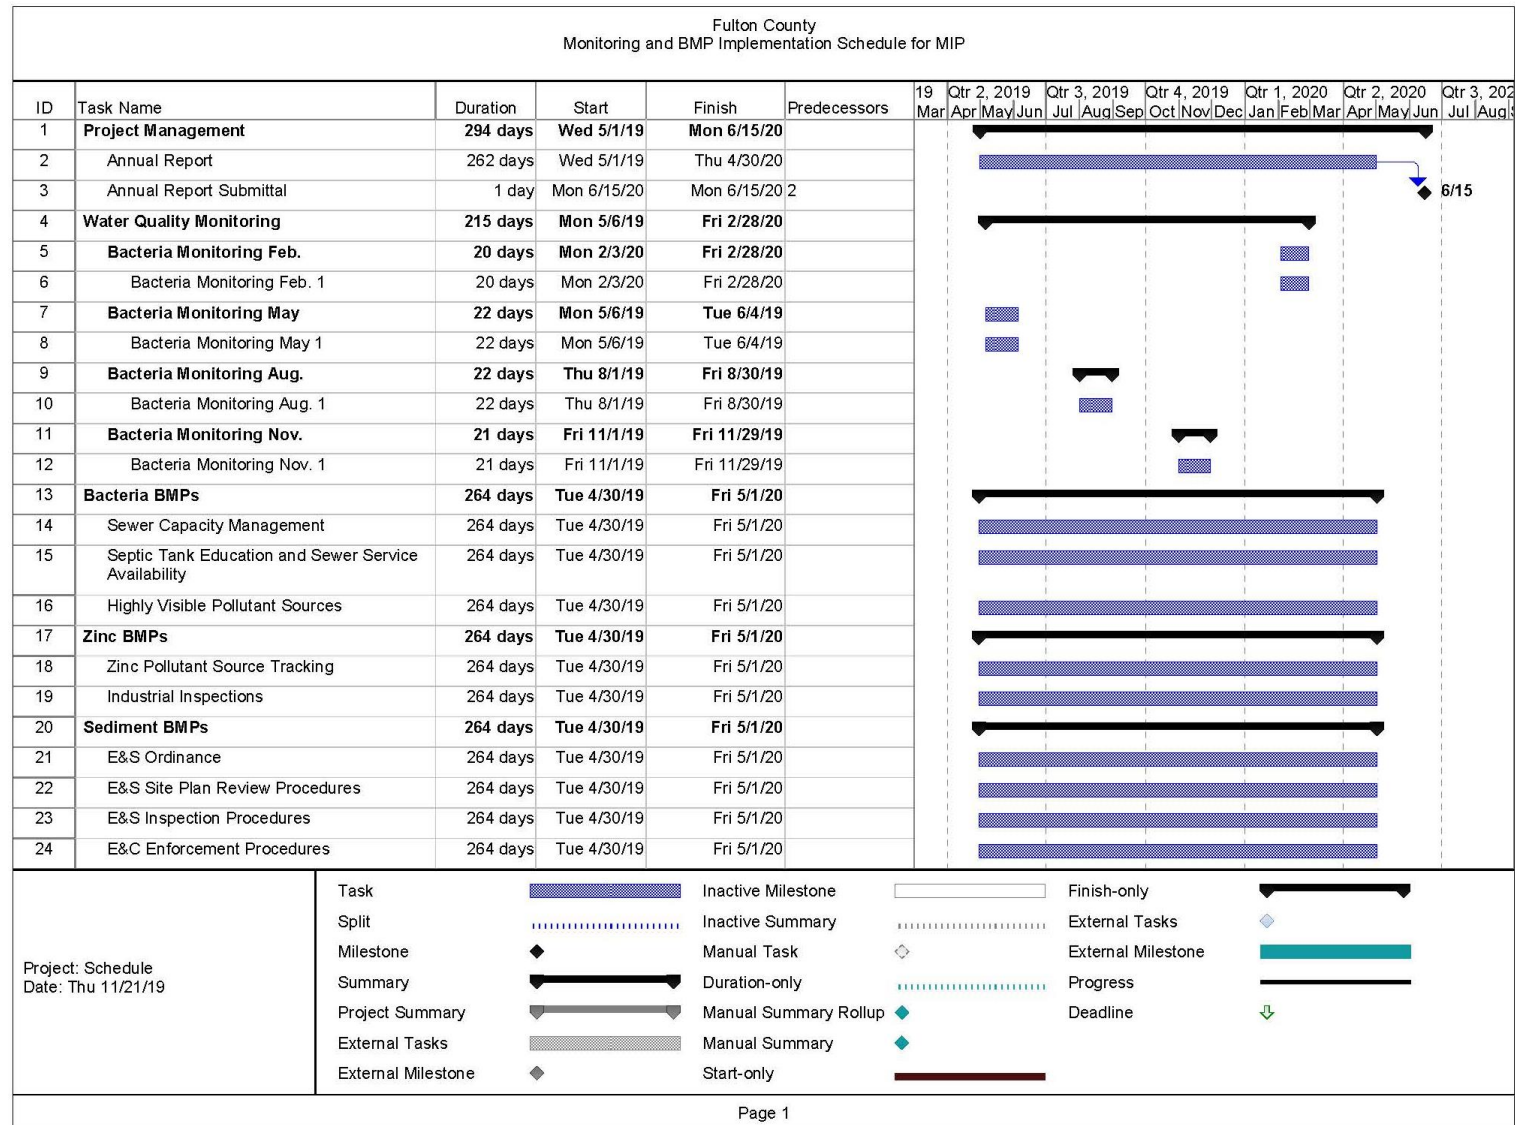 Fulton County
Monitoring and BMP Implementation Schedule for MIP
19 Qtr 2, 2019 Qtr 3, 2019 Qtr 4, 2019 Qtr 1, 2020 Qtr 2, 2020 Qtr 3, 202
ID Task Name Duration Start Finish Predecessors Mar Apr May Jun Jul Aug Sep Oct Nov Dec Jan Feb Mar Apr May Jun Jul Aug
1 Project Management 294 days Wed 5/1/19 Mon 6/15/20
2 Annual Report 262 days Wed 5/1/19 Thu 4/30/20
3 Annual Report Submittal 1 day Mon 6/15/20 Mon 6/15/20 2 6/15
4 Water Quality Monitoring 215 days Mon 5/6/19 Fri 2/28/20
5 Bacteria Monitoring Feb. 20 days Mon 2/3/20 Fri 2/28/20
6 Bacteria Monitoring Feb. 1 20 days Mon 2/3/20 Fri 2/28/20
7 Bacteria Monitoring May 22 days Mon 5/6/19 Tue 6/4/19
8 Bacteria Monitoring May 1 22 days Mon 5/6/19 Tue 6/4/19
9 Bacteria Monitoring Aug. 22 days Thu 8/1/19 Fri 8/30/19
10 Bacteria Monitoring Aug. 1 22 days Thu 8/1/19 Fri 8/30/19
11 Bacteria Monitoring Nov. 21 days Fri 11/1/19 Fri 11/29/19
12 Bacteria Monitoring Nov. 1 21 days Fri 11/1/19 Fri 11/29/19
13 Bacteria BMPs 264 days Tue 4/30/19 Fri 5/1/20
14 Sewer Capacity Management 264 days Tue 4/30/19 Fri 5/1/20
15 Septic Tank Education and Sewer Service 264 days Tue 4/30/19 Fri 5/1/20
Availability
16 Highly Visible Pollutant Sources 264 days Tue 4/30/19 Fri 5/1/20
17 Zinc BMPs 264 days Tue 4/30/19 Fri 5/1/20
18 Zinc Pollutant Source Tracking 264 days Tue 4/30/19 Fri 5/1/20
19 Industrial Inspections 264 days Tue 4/30/19 Fri 5/1/20
20 Sediment BMPs 264 days Tue 4/30/19 Fri 5/1/20
21 E&S Ordinance 264 days Tue 4/30/19 Fri 5/1/20
22 E&S Site Plan Review Procedures 264 days Tue 4/30/19 Fri 5/1/20
23 E&S Inspection Procedures 264 days Tue 4/30/19 Fri 5/1/20
24 E&C Enforcement Procedures 264 days Tue 4/30/19 Fri 5/1/20
Project: Schedule
Date: Thu 11/21/19
Task Inactive Milestone Finish-only
Split Inactive Summary External Tasks
Milestone Manual Task External Milestone
Summary Duration-only Progress
Project Summary Manual Summary Rollup Deadline
External Tasks Manual Summary
External Milestone Start-only
Page 1